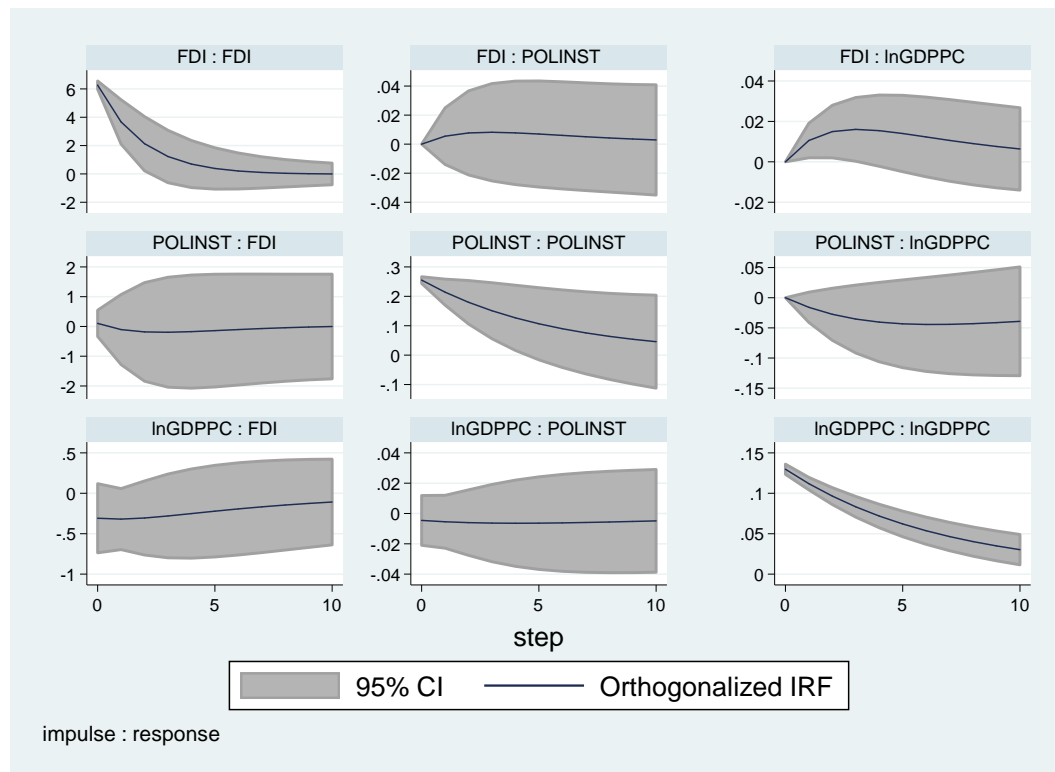 FDI : FDI
FDI : POLINST
FDI : lnGDPPC
6
4
2
0
-2
.04
.02
0
-.02
-.04
.04
.02
0
-.02
POLINST : FDI
POLINST : POLINST
POLINST : lnGDPPC
2
1
0
-1
-2
.3
.2
.1
0
-.1
.05
0
-.05
-.1
-.15
lnGDPPC : FDI
lnGDPPC : POLINST
lnGDPPC : lnGDPPC
.5
0
-.5
-1
.04
.02
0
-.02
-.04
.15
.1
.05
0
0 5 10
0 5 10
0 5 10
step
95% CI
Orthogonalized IRF
impulse : response